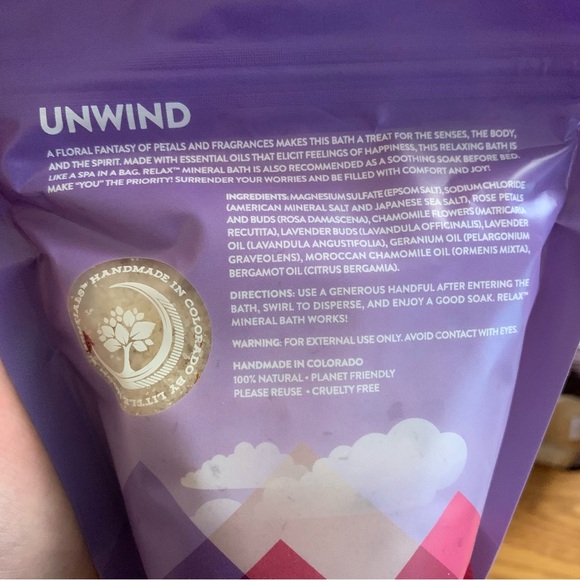 UNWIND
A FLORAL FANTASY OF PETALS AND FRAGRANCES MAKES THIS BATH A TREAT FOR THE SENSES, THE BODY,
AND THE SPIRIT. MADE WITH ESSENTIAL OILS THAT ELICIT FEELINGS OF HAPPINESS, THIS RELAXING BATH IS
LIKE A SPA IN A BAG. RELAX™ MINERAL BATH IS ALSO RECOMMENDED AS A SOOTHING SOAK BEFORE BED.
MAKE "YOU" THE PRIORITY! SURRENDER YOUR WORRIES AND BE FILLED WITH COMFORT AND JOY!
INGREDIENTS: MAGNESIUM SULFATE (EPSOM SALT), SODIUM CHLORIDE
(AMERICAN MINERAL SALT AND JAPANESE SEA SALT), ROSE PETALS
AND BUDS (ROSA DAMASCENA), CHAMOMILE FLOWERS (MATRICARIA
RECUTITA), LAVENDER BUDS (LAVANDULA OFFICINALIS), LAVENDER
OIL (LAVANDULA ANGUSTIFOLIA), GERANIUM OIL (PELARGONIUM
GRAVEOLENS), MOROCCAN CHAMOMILE OIL (ORMENIS MIXTA),
BERGAMOT OIL (CITRUS BERGAMIA).
DIRECTIONS: USE A GENEROUS HANDFUL AFTER ENTERING THE
BATH, SWIRL TO DISPERSE, AND ENJOY A GOOD SOAK. RELAX™
MINERAL BATH WORKS!
WARNING: FOR EXTERNAL USE ONLY. AVOID CONTACT WITH EYES.
HANDMADE IN COLORADO
100% NATURAL • PLANET FRIENDLY
PLEASE REUSE • CRUELTY FREE
HANDMADE IN COLORADO BY LITTLE